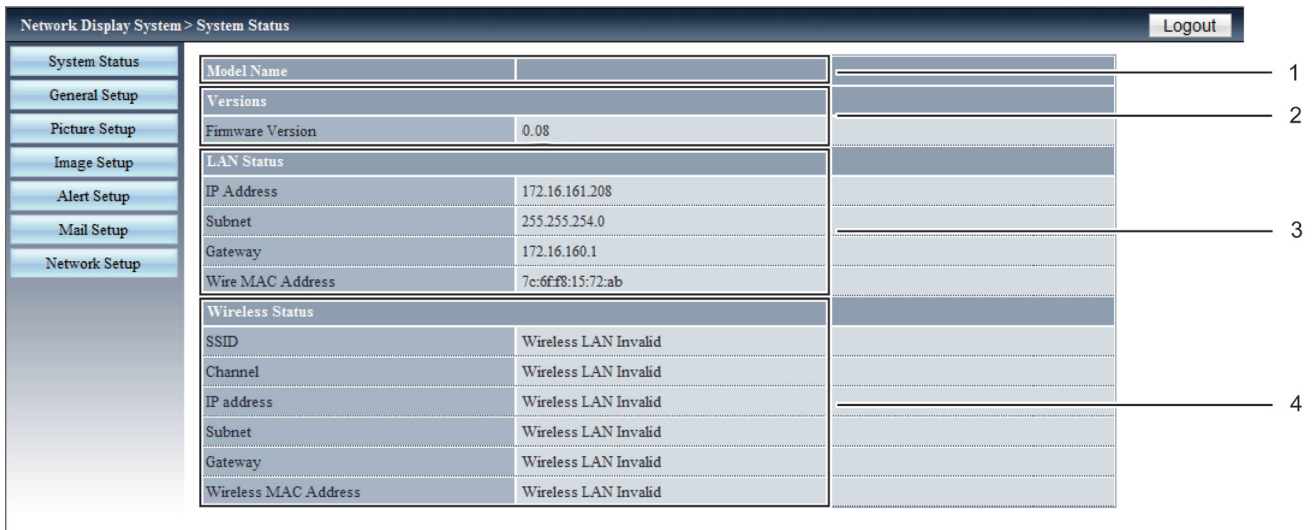 Network Display System > System Status
Logout
System Status
General Setup
Picture Setup
Image Setup
Alert Setup
Mail Setup
Network Setup
Model Name
1
Versions
2
Firmware Version 0.08
LAN Status
IP Address 172.16.161.208
Subnet 255.255.254.0
3
Gateway 172.16.160.1
Wire MAC Address 7c:6f:f8:15:72:ab
Wireless Status
SSID Wireless LAN Invalid
Channel Wireless LAN Invalid
IP address Wireless LAN Invalid
4
Subnet Wireless LAN Invalid
Gateway Wireless LAN Invalid
Wireless MAC Address Wireless LAN Invalid